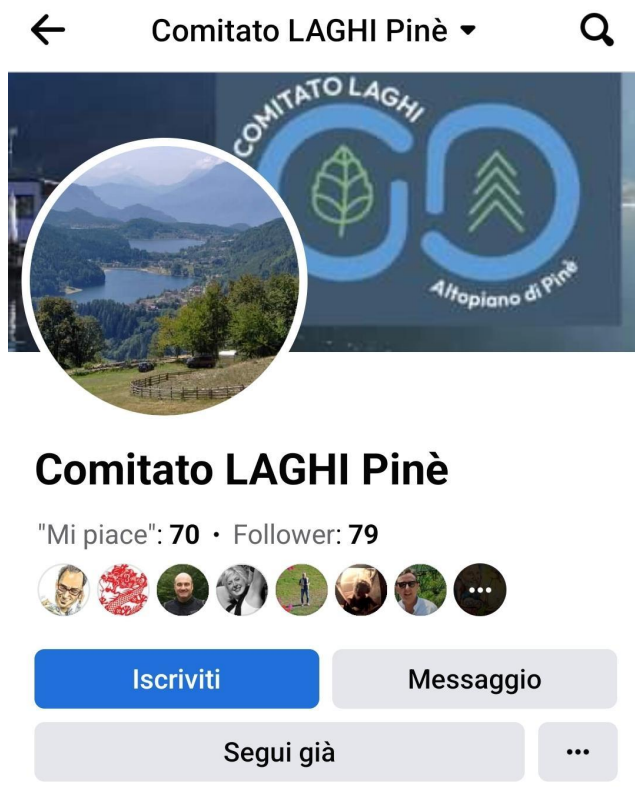 Comitato LAGHI Pinè
COMITATO LAGHI
Altopiano di Pinè
Comitato LAGHI Pinè
"Mi piace": 70 · Follower: 79
Iscriviti
Messaggio
Segui già